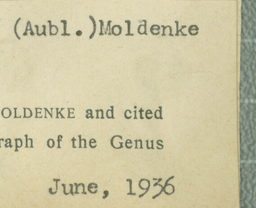 (Aubl.)Moldenke
OLDENKE and cited
raph of the Genus
June, 1936